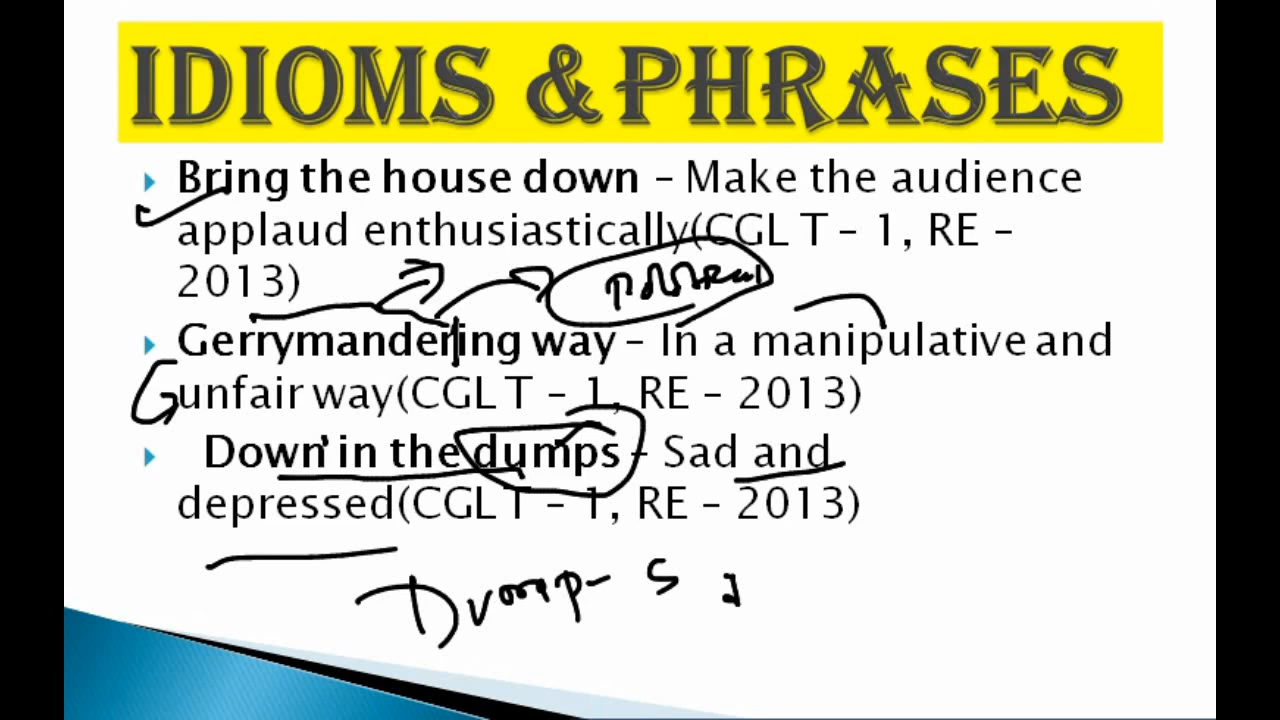 IDIOMS & PHRASES
Bring the house down – Make the audience
applaud enthusiastically(CGL T – 1, RE –
2013)
Gerrymandering way – In a manipulative and
unfair way(CGL T – 1, RE – 2013)
Down in the dumps – Sad and
depressed(CGL T – 1, RE – 2013)
Dump – S